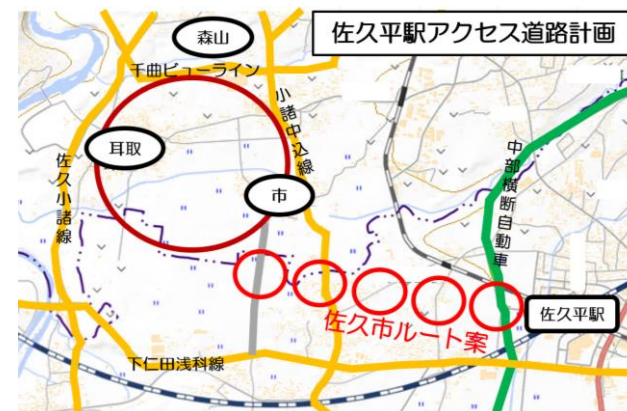 佐久平駅アクセス道路計画
森山
千曲ビューライン
小諸中込線
耳取
佐久小諸線
市
中部横断自動車
佐久平駅
佐久市ルート案
下仁田浅科線